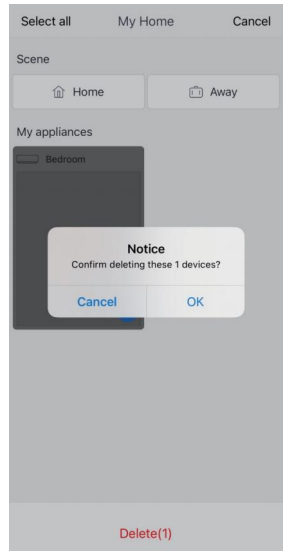 Select all My Home Cancel
Scene
Home Away
My appliances
Bedroom
Notice
Confirm deleting these 1 devices?
Cancel OK
Delete(1)